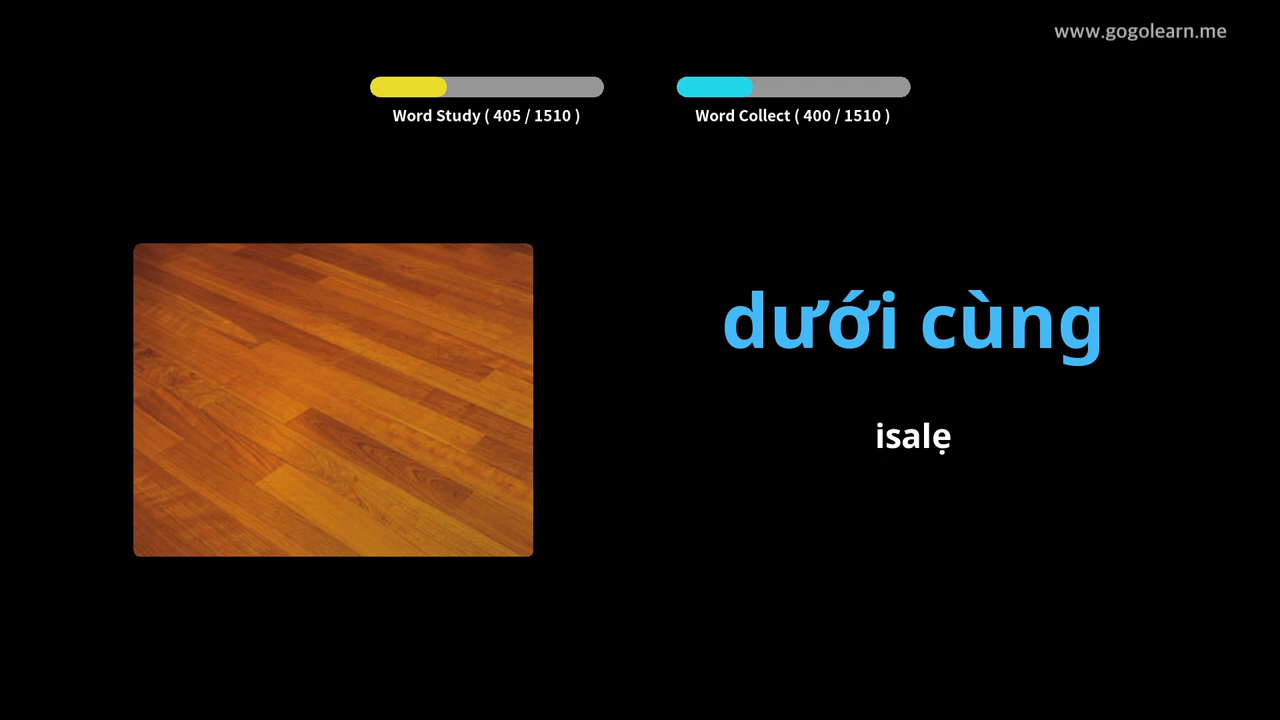 www.gogolearn.me
Word Study ( 405 / 1510 )
Word Collect ( 400 / 1510 )
dưới cùng
isalẹ